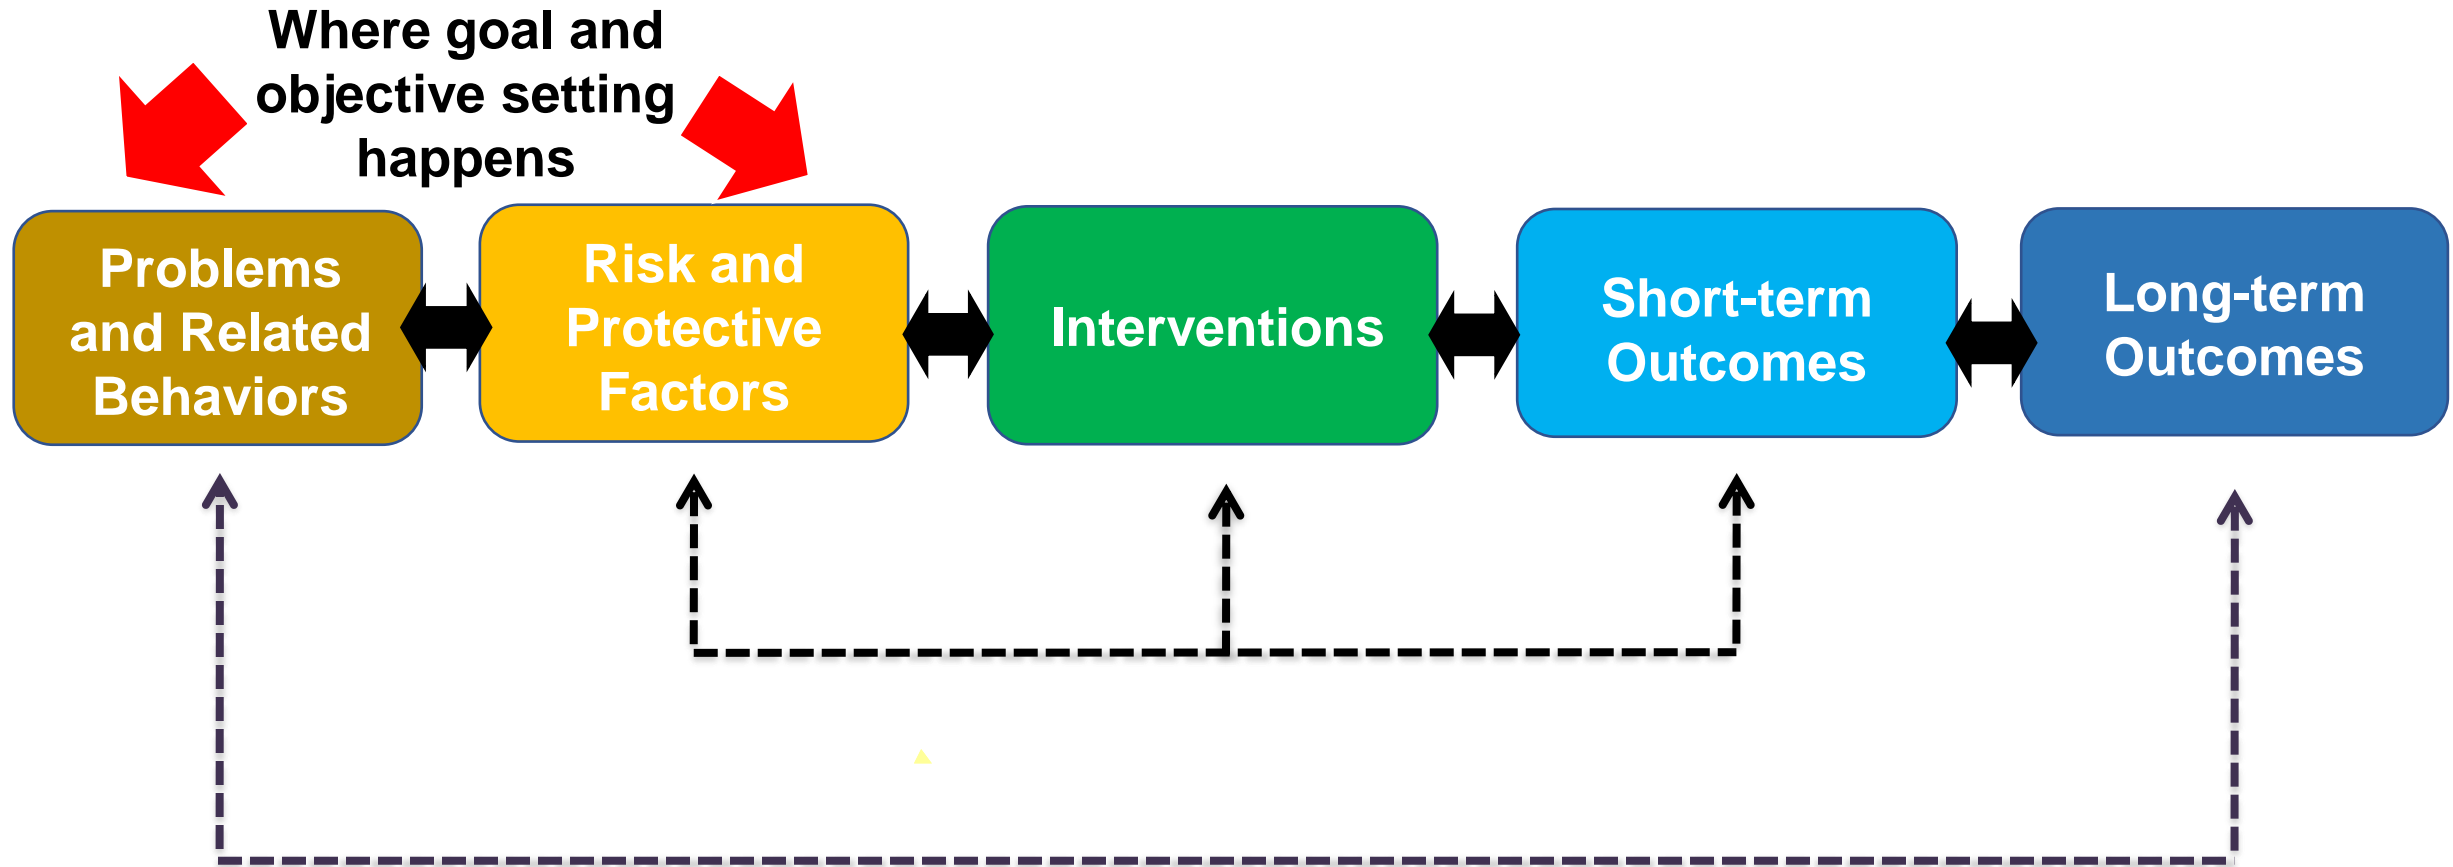 Where goal and
objective setting
happens
Problems
and Related
Behaviors
Risk and
Protective
Factors
Interventions
Short-term
Outcomes
Long-term
Outcomes